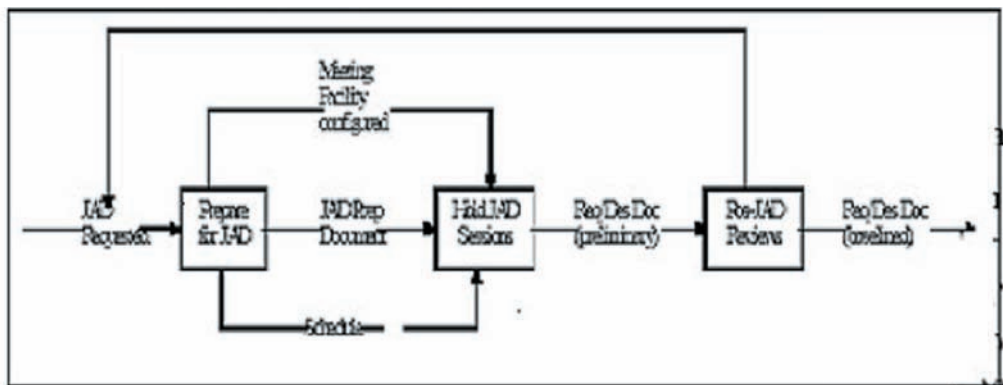 Meeting
Facility
configured
JAD
Requested
Prepare
for JAD
JAD Prep
Document
Hold JAD
Sessions
Req/Des Doc
(preliminary)
Post-JAD
Reviews
Req/Des Doc
(baselined)
Schedule